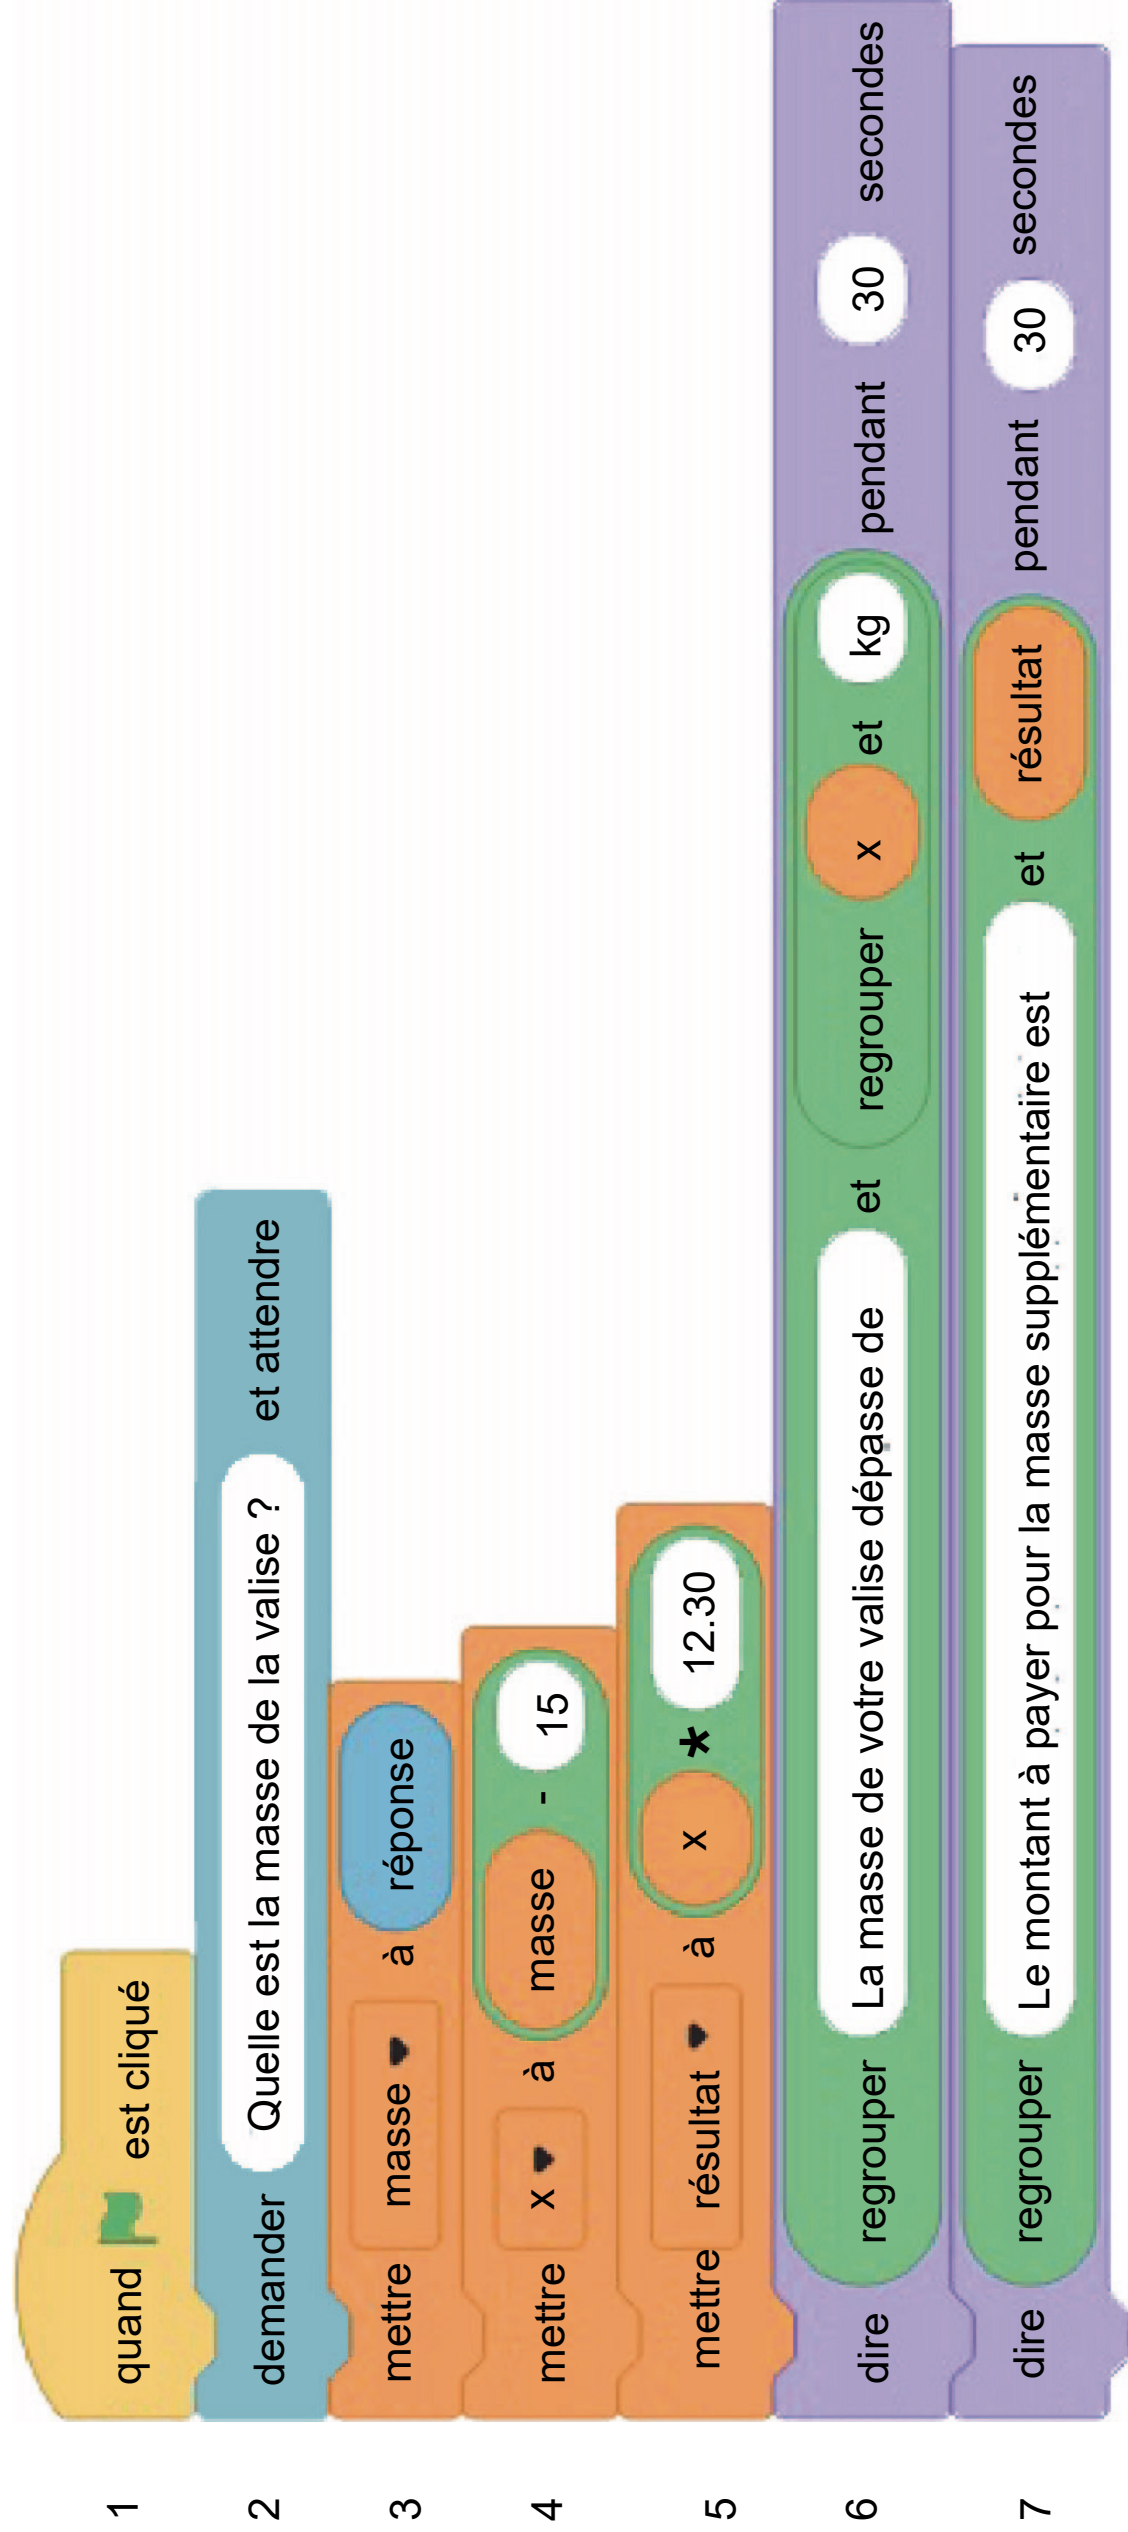 1 quand est cliqué
2 demander Quelle est la masse de la valise ? et attendre
3 mettre masse à réponse
4 mettre x à masse - 15
5 mettre résultat à x * 12.30
6 dire regrouper La masse de votre valise dépasse de et regrouper x et kg pendant 30 secondes
7 dire regrouper Le montant à payer pour la masse supplémentaire est et résultat pendant 30 secondes